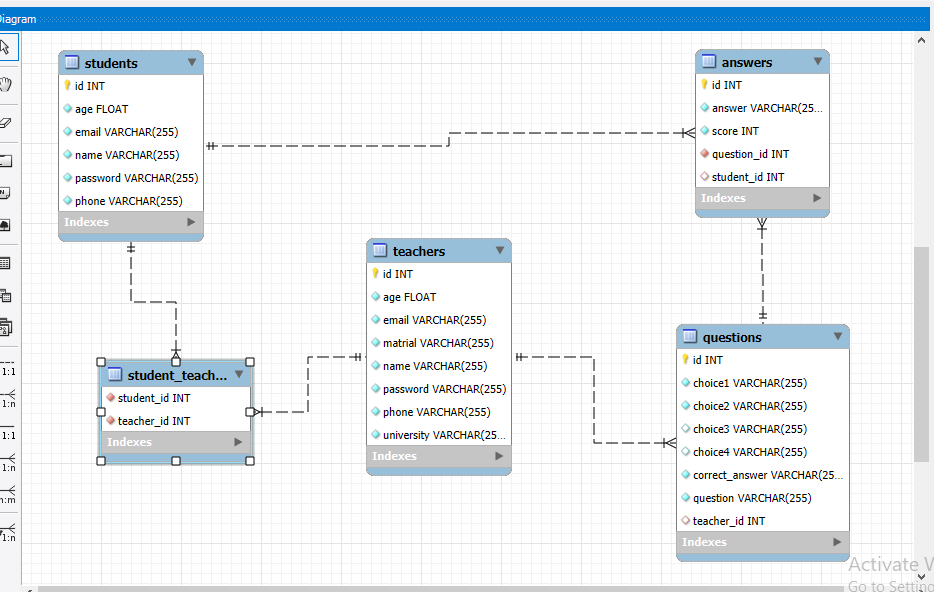 Diagram
students
id INT
age FLOAT
email VARCHAR(255)
name VARCHAR(255)
password VARCHAR(255)
phone VARCHAR(255)
Indexes
answers
id INT
answer VARCHAR(25...
score INT
question_id INT
student_id INT
Indexes
teachers
id INT
age FLOAT
email VARCHAR(255)
matrial VARCHAR(255)
name VARCHAR(255)
password VARCHAR(255)
phone VARCHAR(255)
university VARCHAR(25...
Indexes
student_teach...
student_id INT
teacher_id INT
Indexes
questions
id INT
choice1 VARCHAR(255)
choice2 VARCHAR(255)
choice3 VARCHAR(255)
choice4 VARCHAR(255)
correct_answer VARCHAR(25...
question VARCHAR(255)
teacher_id INT
Indexes
1:1
1:n
1:1
1:n
n:m
1:n
Activate W
Go to Setting